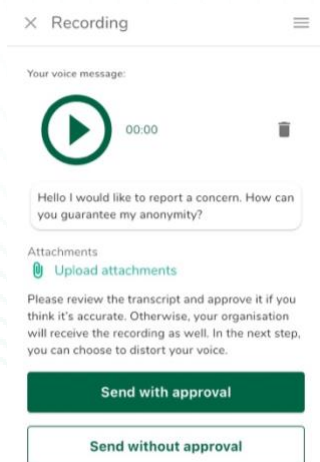 Recording
Your voice message:
00:00
Hello I would like to report a concern. How can
you guarantee my anonymity?
Attachments
Upload attachments
Please review the transcript and approve it if you
think it's accurate. Otherwise, your organisation
will receive the recording as well. In the next step,
you can choose to distort your voice.
Send with approval
Send without approval